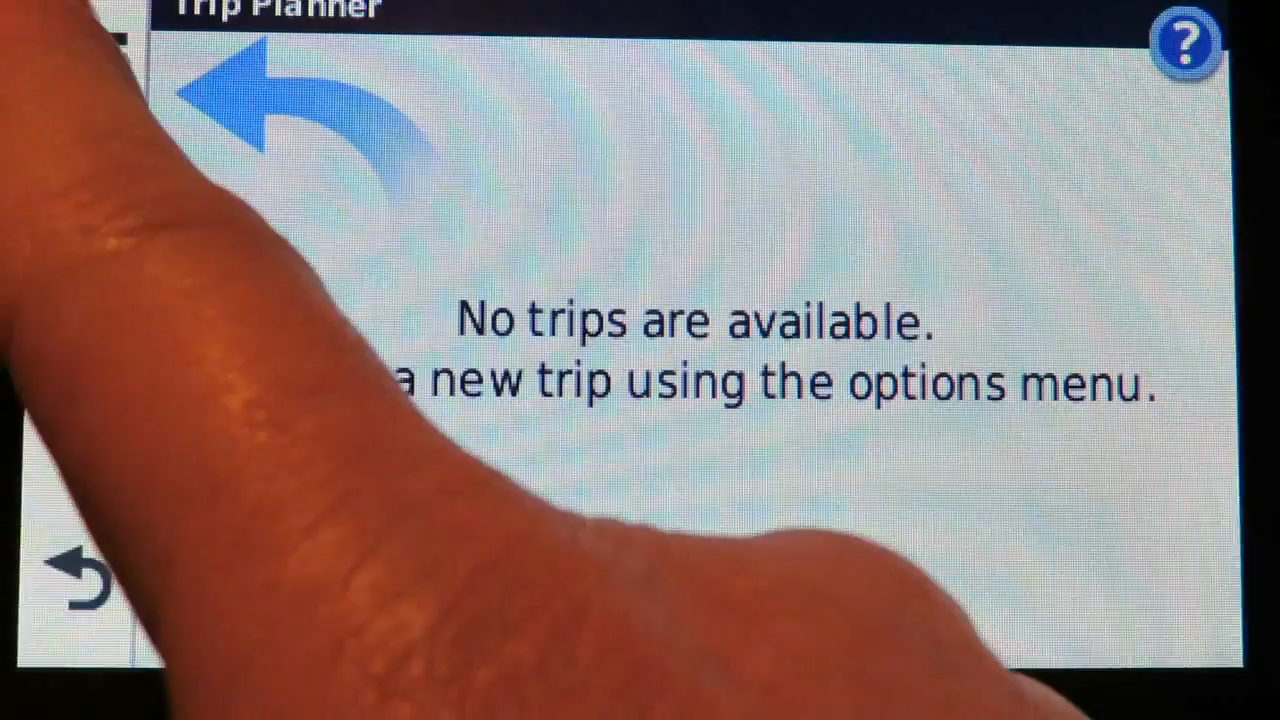 Trip Planner
?
No trips are available.
a new trip using the options menu.